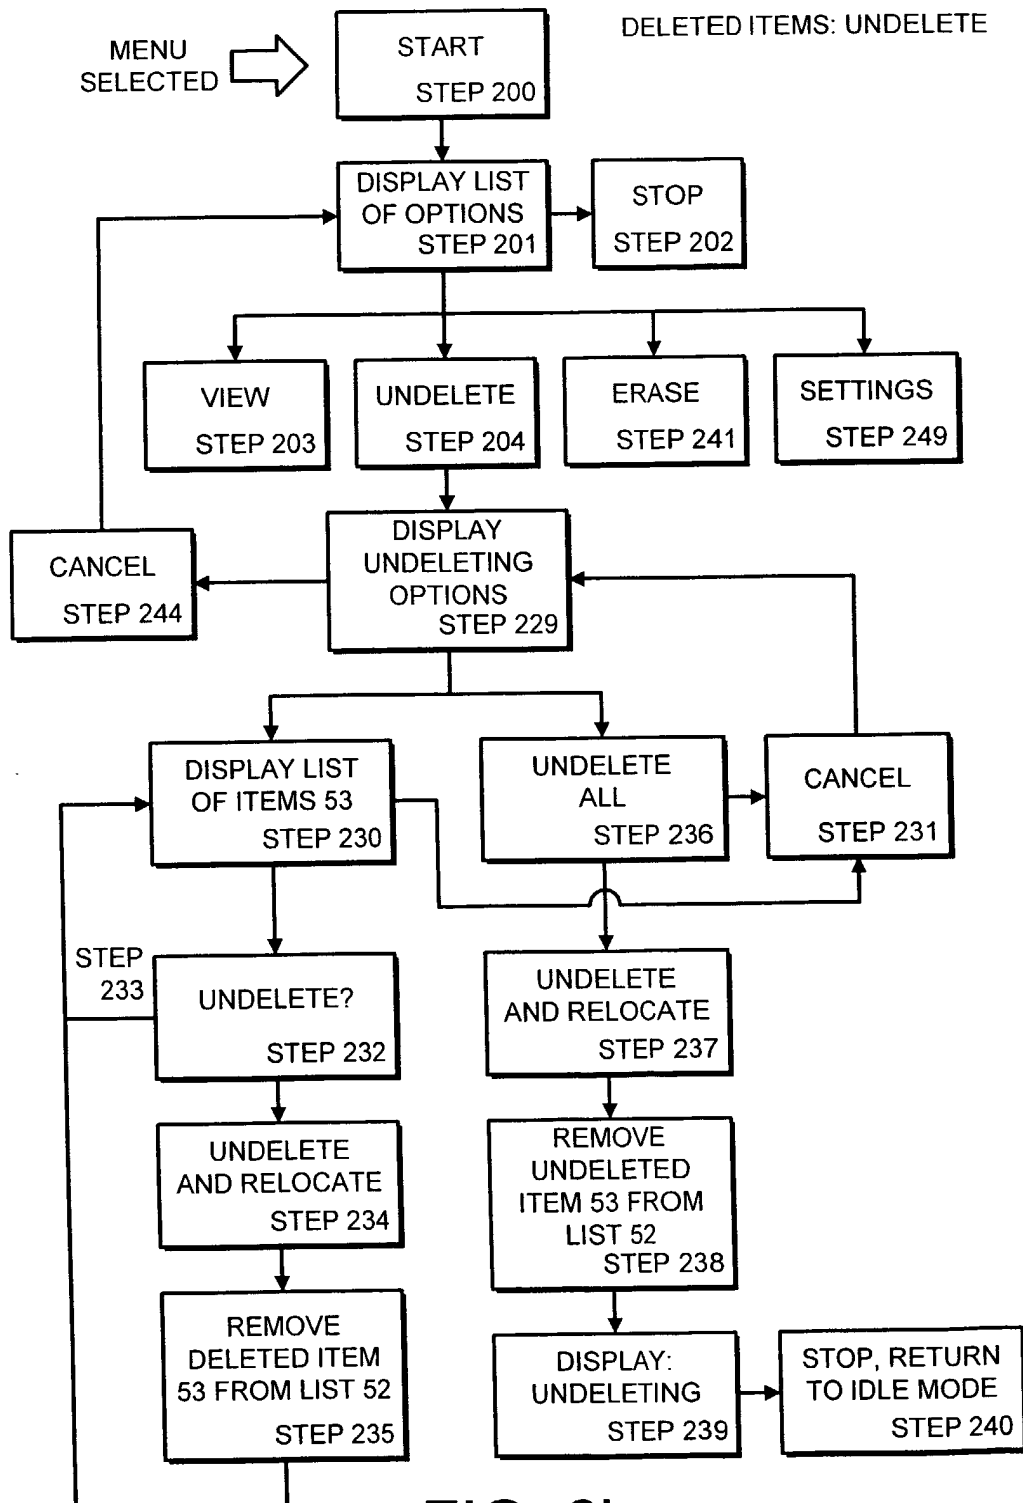 DELETED ITEMS: UNDELETE
MENU
SELECTED
START
STEP 200
DISPLAY LIST
OF OPTIONS
STEP 201
STOP
STEP 202
VIEW
STEP 203
UNDELETE
STEP 204
ERASE
STEP 241
SETTINGS
STEP 249
CANCEL
STEP 244
DISPLAY
UNDELETING
OPTIONS
STEP 229
DISPLAY LIST
OF ITEMS 53
STEP 230
UNDELETE
ALL
STEP 236
CANCEL
STEP 231
STEP
233
UNDELETE?
STEP 232
UNDELETE
AND RELOCATE
STEP 237
UNDELETE
AND RELOCATE
STEP 234
REMOVE
UNDELETED
ITEM 53 FROM
LIST 52
STEP 238
REMOVE
DELETED ITEM
53 FROM LIST 52
STEP 235
DISPLAY:
UNDELETING
STEP 239
STOP, RETURN
TO IDLE MODE
STEP 240